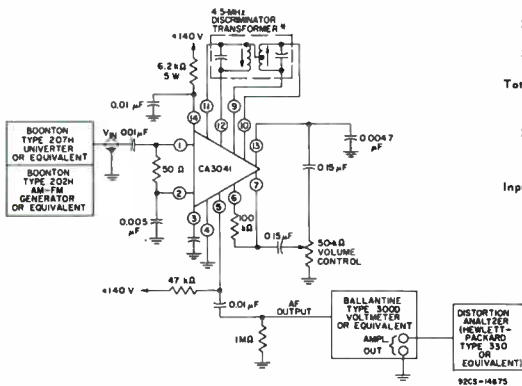 4.5-MHz
DISCRIMINATOR
TRANSFORMER *
+140 V
6.2 kΩ
5 W
0.01 µF
11
12
9
10
14
13
BOONTON
TYPE 207H
UNIVERTER
OR EQUIVALENT
BOONTON
TYPE 202H
AM-FM
GENERATOR
OR EQUIVALENT
VIN
.001µF
1
50 Ω
2
0.005
µF
CA3041
3
4
5
6
7
100
kΩ
0.15µF
0.15 µF
0.0047
µF
50-kΩ
VOLUME
CONTROL
+140 V
47 kΩ
0.01 µF
AF
OUTPUT
1MΩ
BALLANTINE
TYPE 300D
VOLTMETER
OR EQUIVALENT
AMPL
OUT
DISTORTION
ANALYZER
(HEWLETT-
PACKARD
TYPE 330
OR
EQUIVALENT)
92CS-14675
Tot
Inp